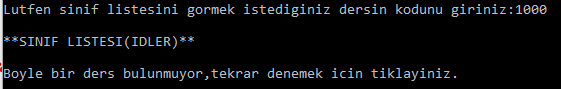 Lutfen sinif listesini gormek istediginiz dersin kodunu giriniz:1000
**SINIF LISTESI(IDLER)**
Boyle bir ders bulunmuyor,tekrar denemek icin tiklayiniz.